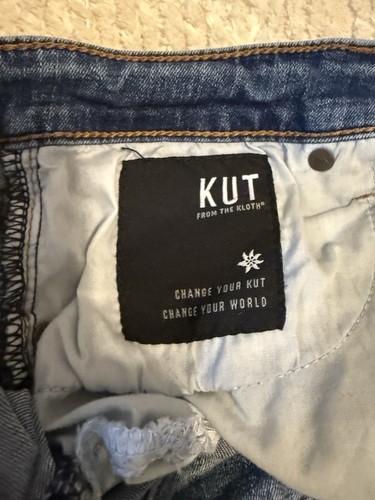 KUT
FROM THE KLOTH®
CHANGE YOUR KUT
CHANGE YOUR WORLD